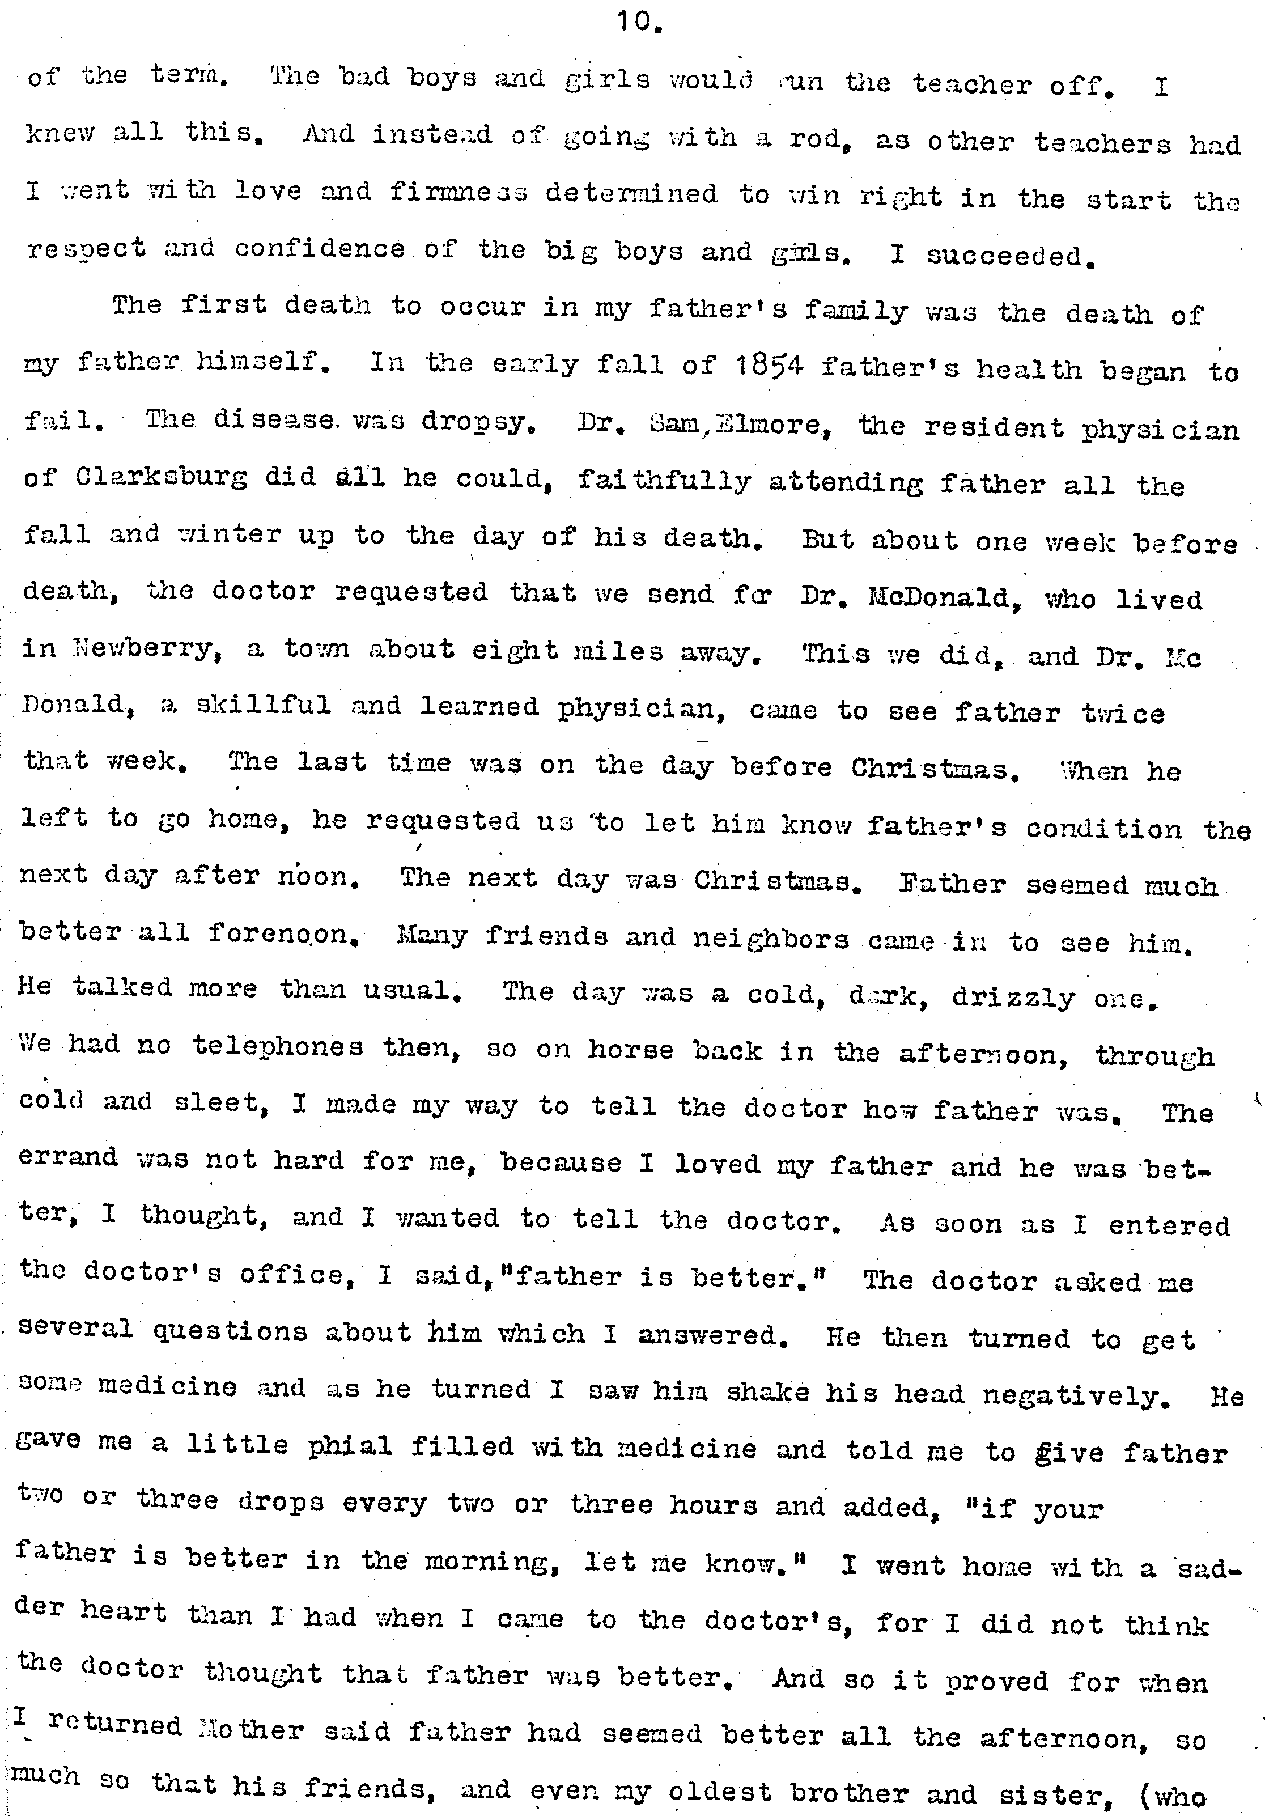 10.
of the term. The bad boys and girls would run the teacher off. I
knew all this. And instead of going with a rod, as other teachers had
I went with love and firmness determined to win right in the start the
respect and confidence of the big boys and girls. I succeeded.
The first death to occur in my father's family was the death of
my father himself. In the early fall of 1854 father's health began to
fail. The disease was dropsy. Dr. Sam, Elmore, the resident physician
of Clarksburg did all he could, faithfully attending father all the
fall and winter up to the day of his death. But about one week before
death, the doctor requested that we send for Dr. McDonald, who lived
in Newberry, a town about eight miles away. This we did, and Dr. Mc
Donald, a skillful and learned physician, came to see father twice
that week. The last time was on the day before Christmas. When he
left to go home, he requested us to let him know father's condition the
next day after noon. The next day was Christmas. Father seemed much
better all forenoon. Many friends and neighbors came in to see him.
He talked more than usual. The day was a cold, dark, drizzly one.
We had no telephones then, so on horse back in the afternoon, through
cold and sleet, I made my way to tell the doctor how father was. The
errand was not hard for me, because I loved my father and he was bet-
ter, I thought, and I wanted to tell the doctor. As soon as I entered
the doctor's office, I said,"father is better." The doctor asked me
several questions about him which I answered. He then turned to get
some medicine and as he turned I saw him shake his head negatively. He
gave me a little phial filled with medicine and told me to give father
two or three drops every two or three hours and added, "if your
father is better in the morning, let me know." I went home with a sad-
der heart than I had when I came to the doctor's, for I did not think
the doctor thought that father was better. And so it proved for when
I returned Mother said father had seemed better all the afternoon, so
much so that his friends, and even my oldest brother and sister, (who